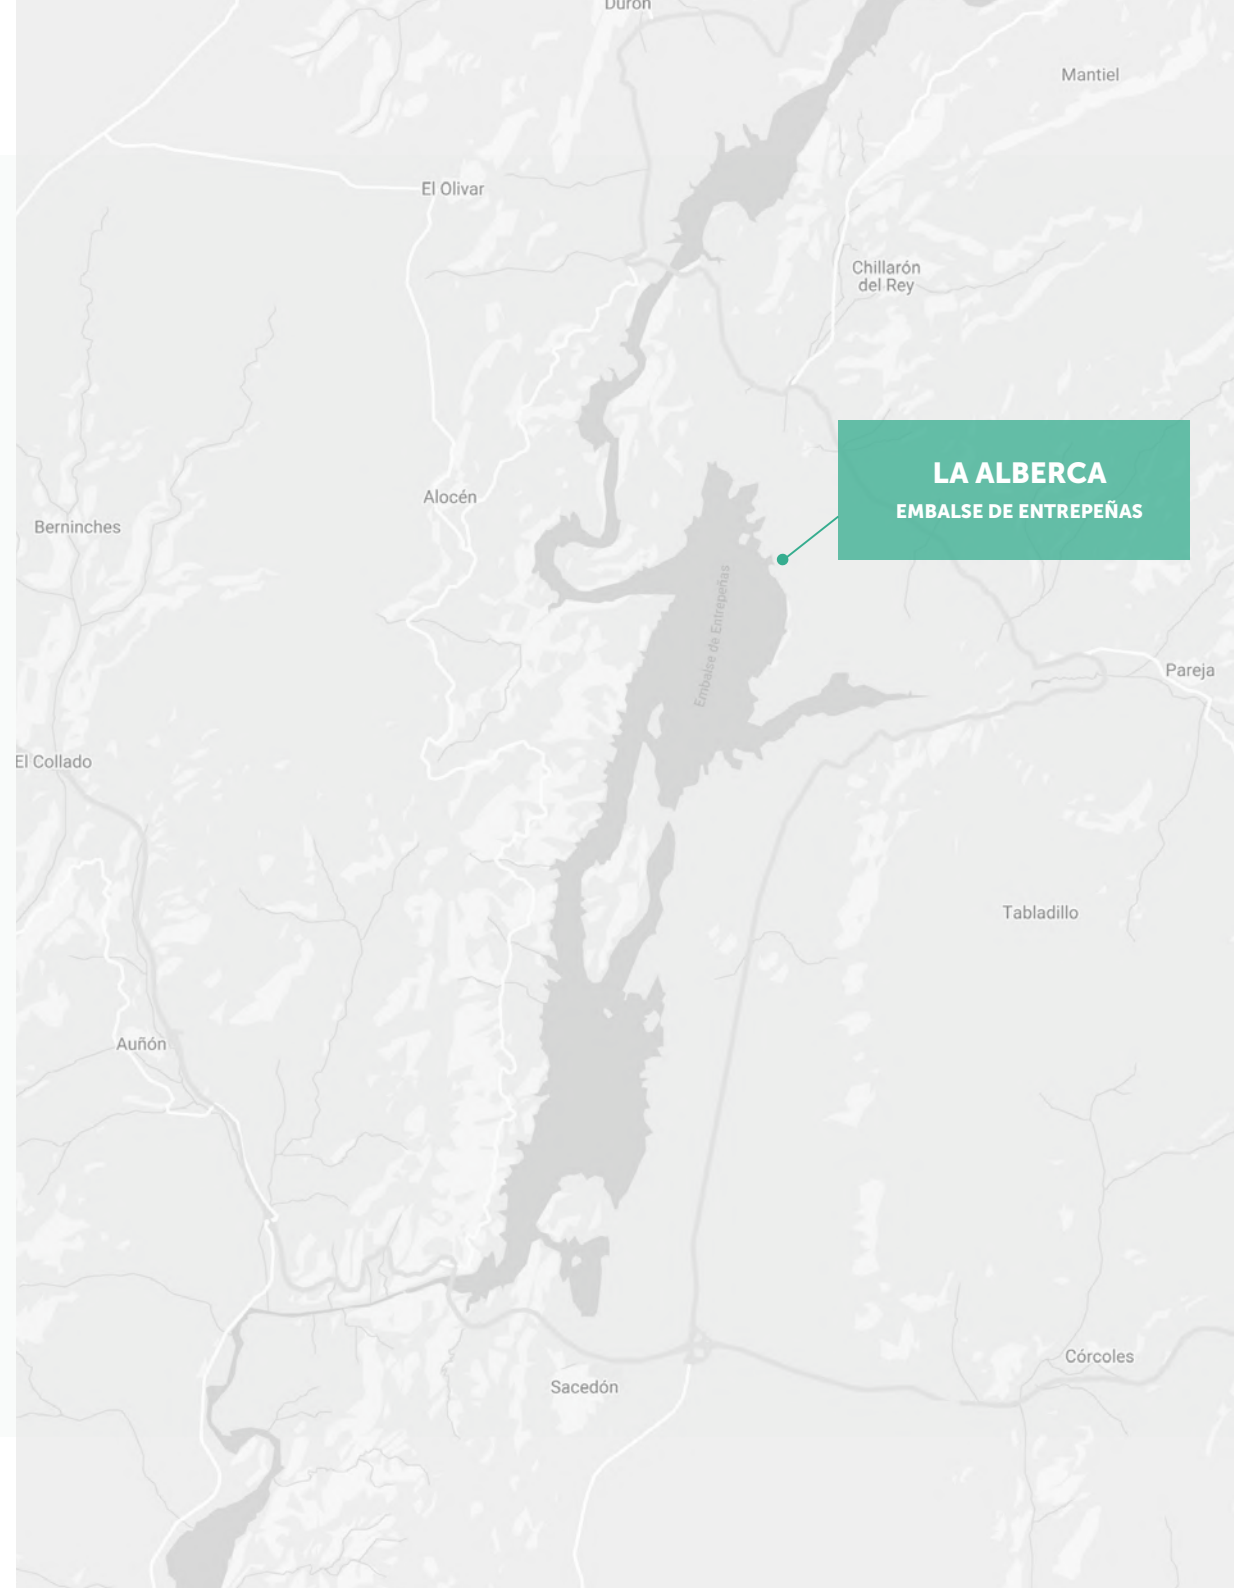 Durón
Mantiel
El Olivar
Chillarón
del Rey
LA ALBERCA
EMBALSE DE ENTREPEÑAS
Alocén
Berninches
Embalse de Entrepeñas
Pareja
El Collado
Tabladillo
Auñón
Córcoles
Sacedón